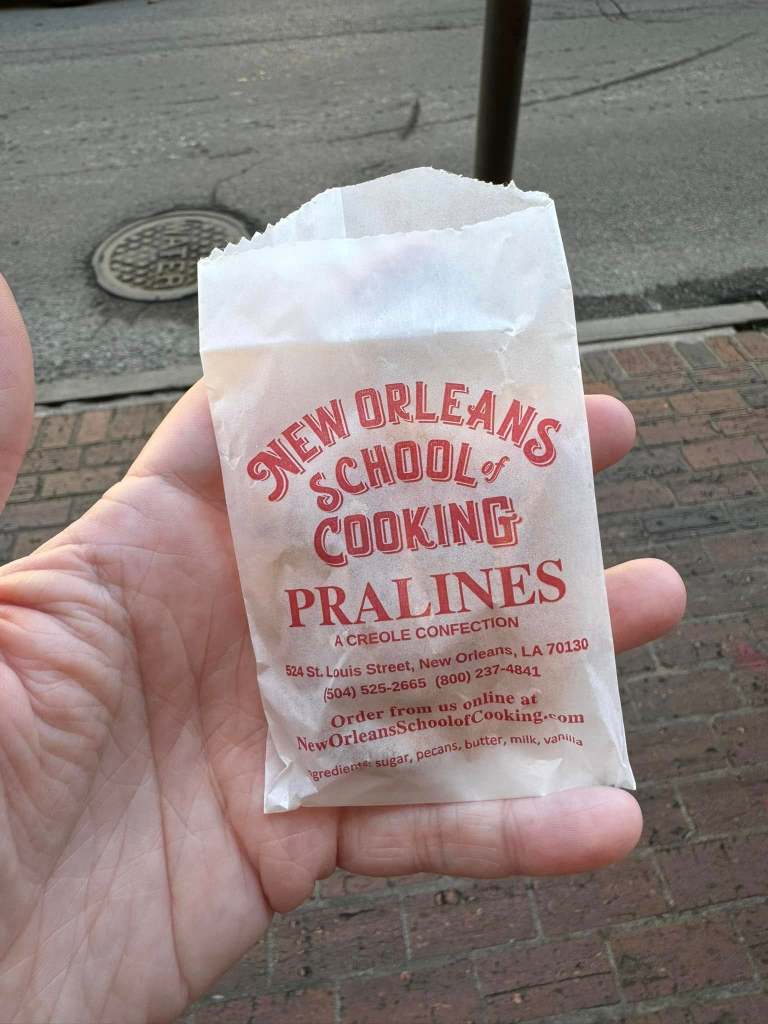 WATER
NEW ORLEANS
SCHOOL of
COOKING
PRALINES
A CREOLE CONFECTION
524 St. Louis Street, New Orleans, LA 70130
(504) 525-2665 (800) 237-4841
Order from us online at
NewOrleansSchoolofCooking.com
Ingredients: sugar, pecans, butter, milk, vanilla